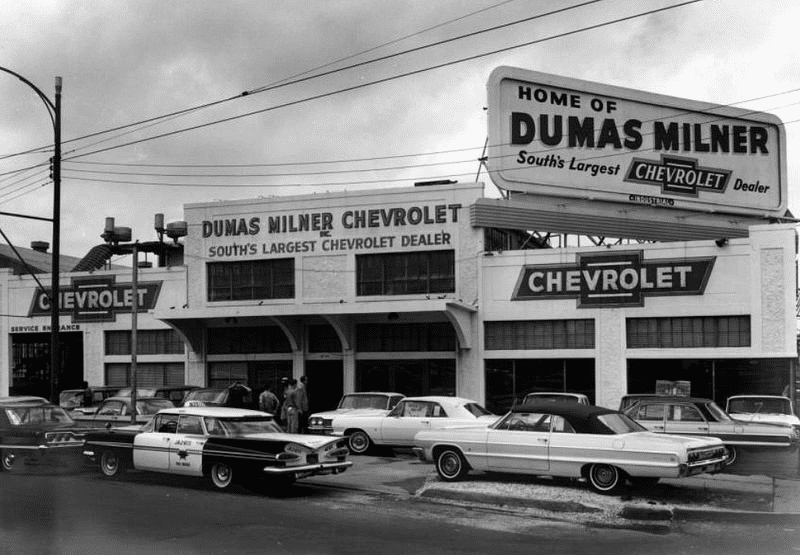 HOME OF
DUMAS MILNER
South's Largest CHEVROLET Dealer
INDUSTRIAL
DUMAS MILNER CHEVROLET
INC.
SOUTH'S LARGEST CHEVROLET DEALER
CHEVROLET
CHEVROLET
SERVICE ENTRANCE